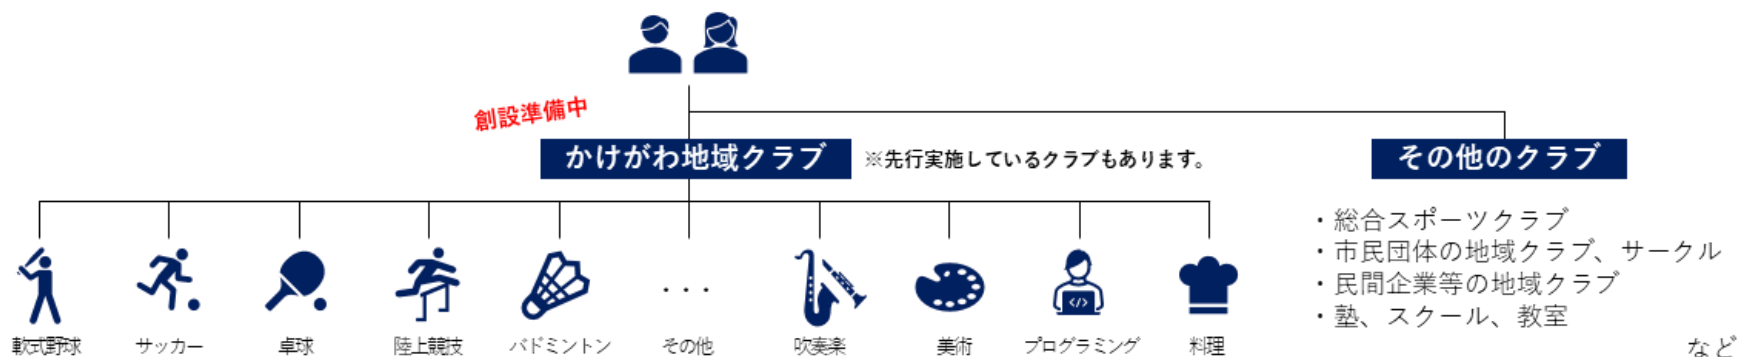 創設準備中
かけがわ地域クラブ
※先行実施しているクラブもあります。
その他のクラブ
・総合スポーツクラブ
・市民団体の地域クラブ、サークル
・民間企業等の地域クラブ
・塾、スクール、教室
など
軟式野球
サッカー
卓球
陸上競技
バドミントン
・・・
その他
吹奏楽
美術
</>
プログラミング
料理